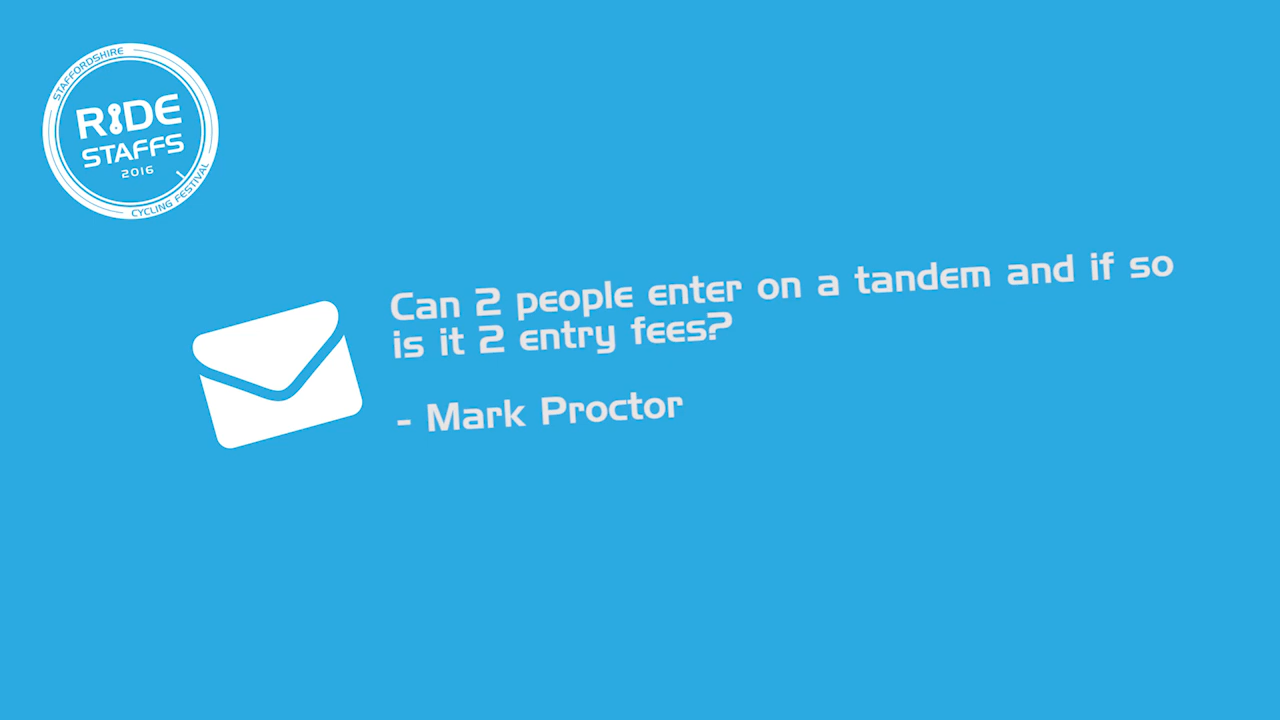 STAFFORDSHIRE
RIDE
STAFFS
2016
CYCLING FESTIVAL
Can 2 people enter on a tandem and if so
is it 2 entry fees?
- Mark Proctor